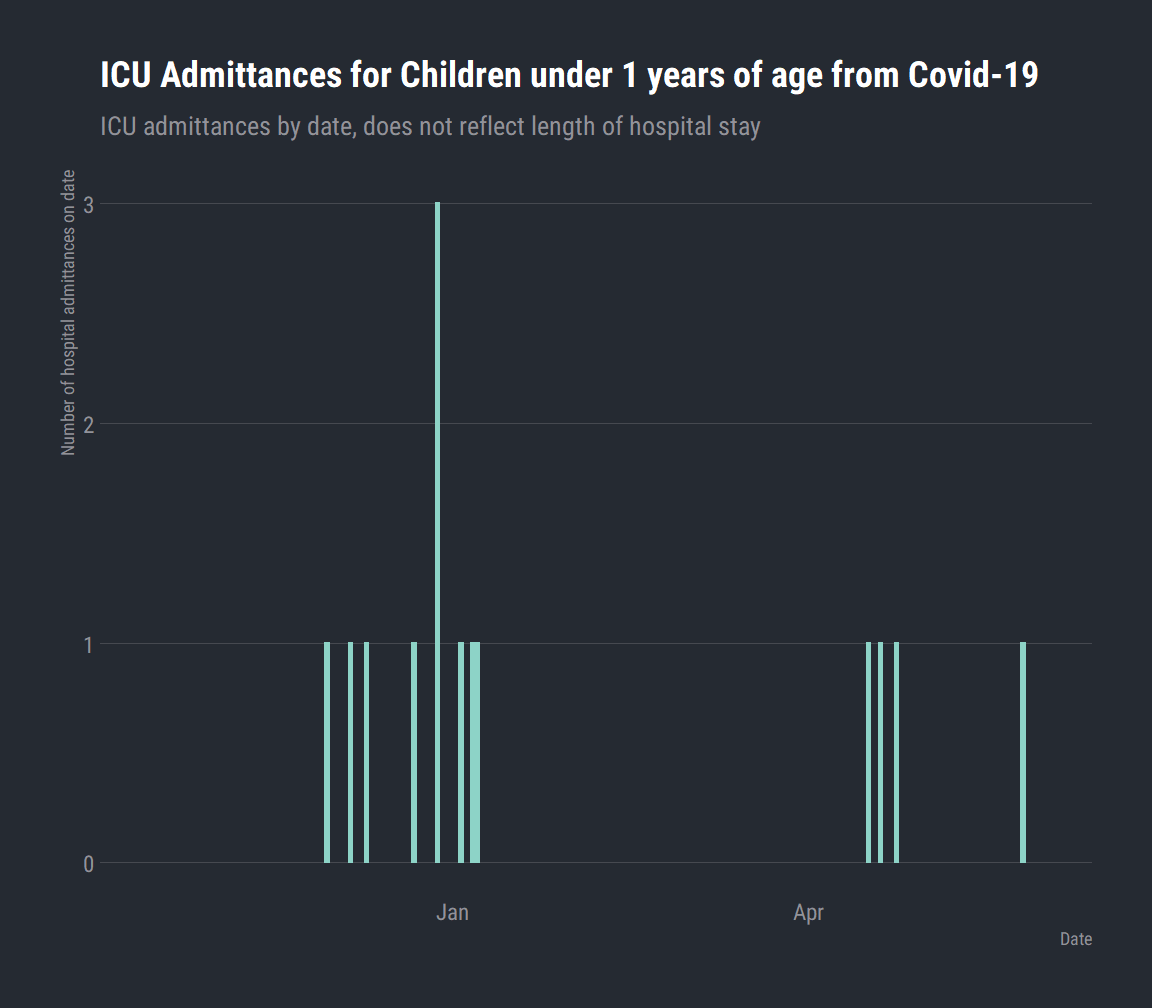 ICU Admittances for Children under 1 years of age from Covid-19
ICU admittances by date, does not reflect length of hospital stay
Number of hospital admittances on date
3
2
1
0
Jan
Apr
Date